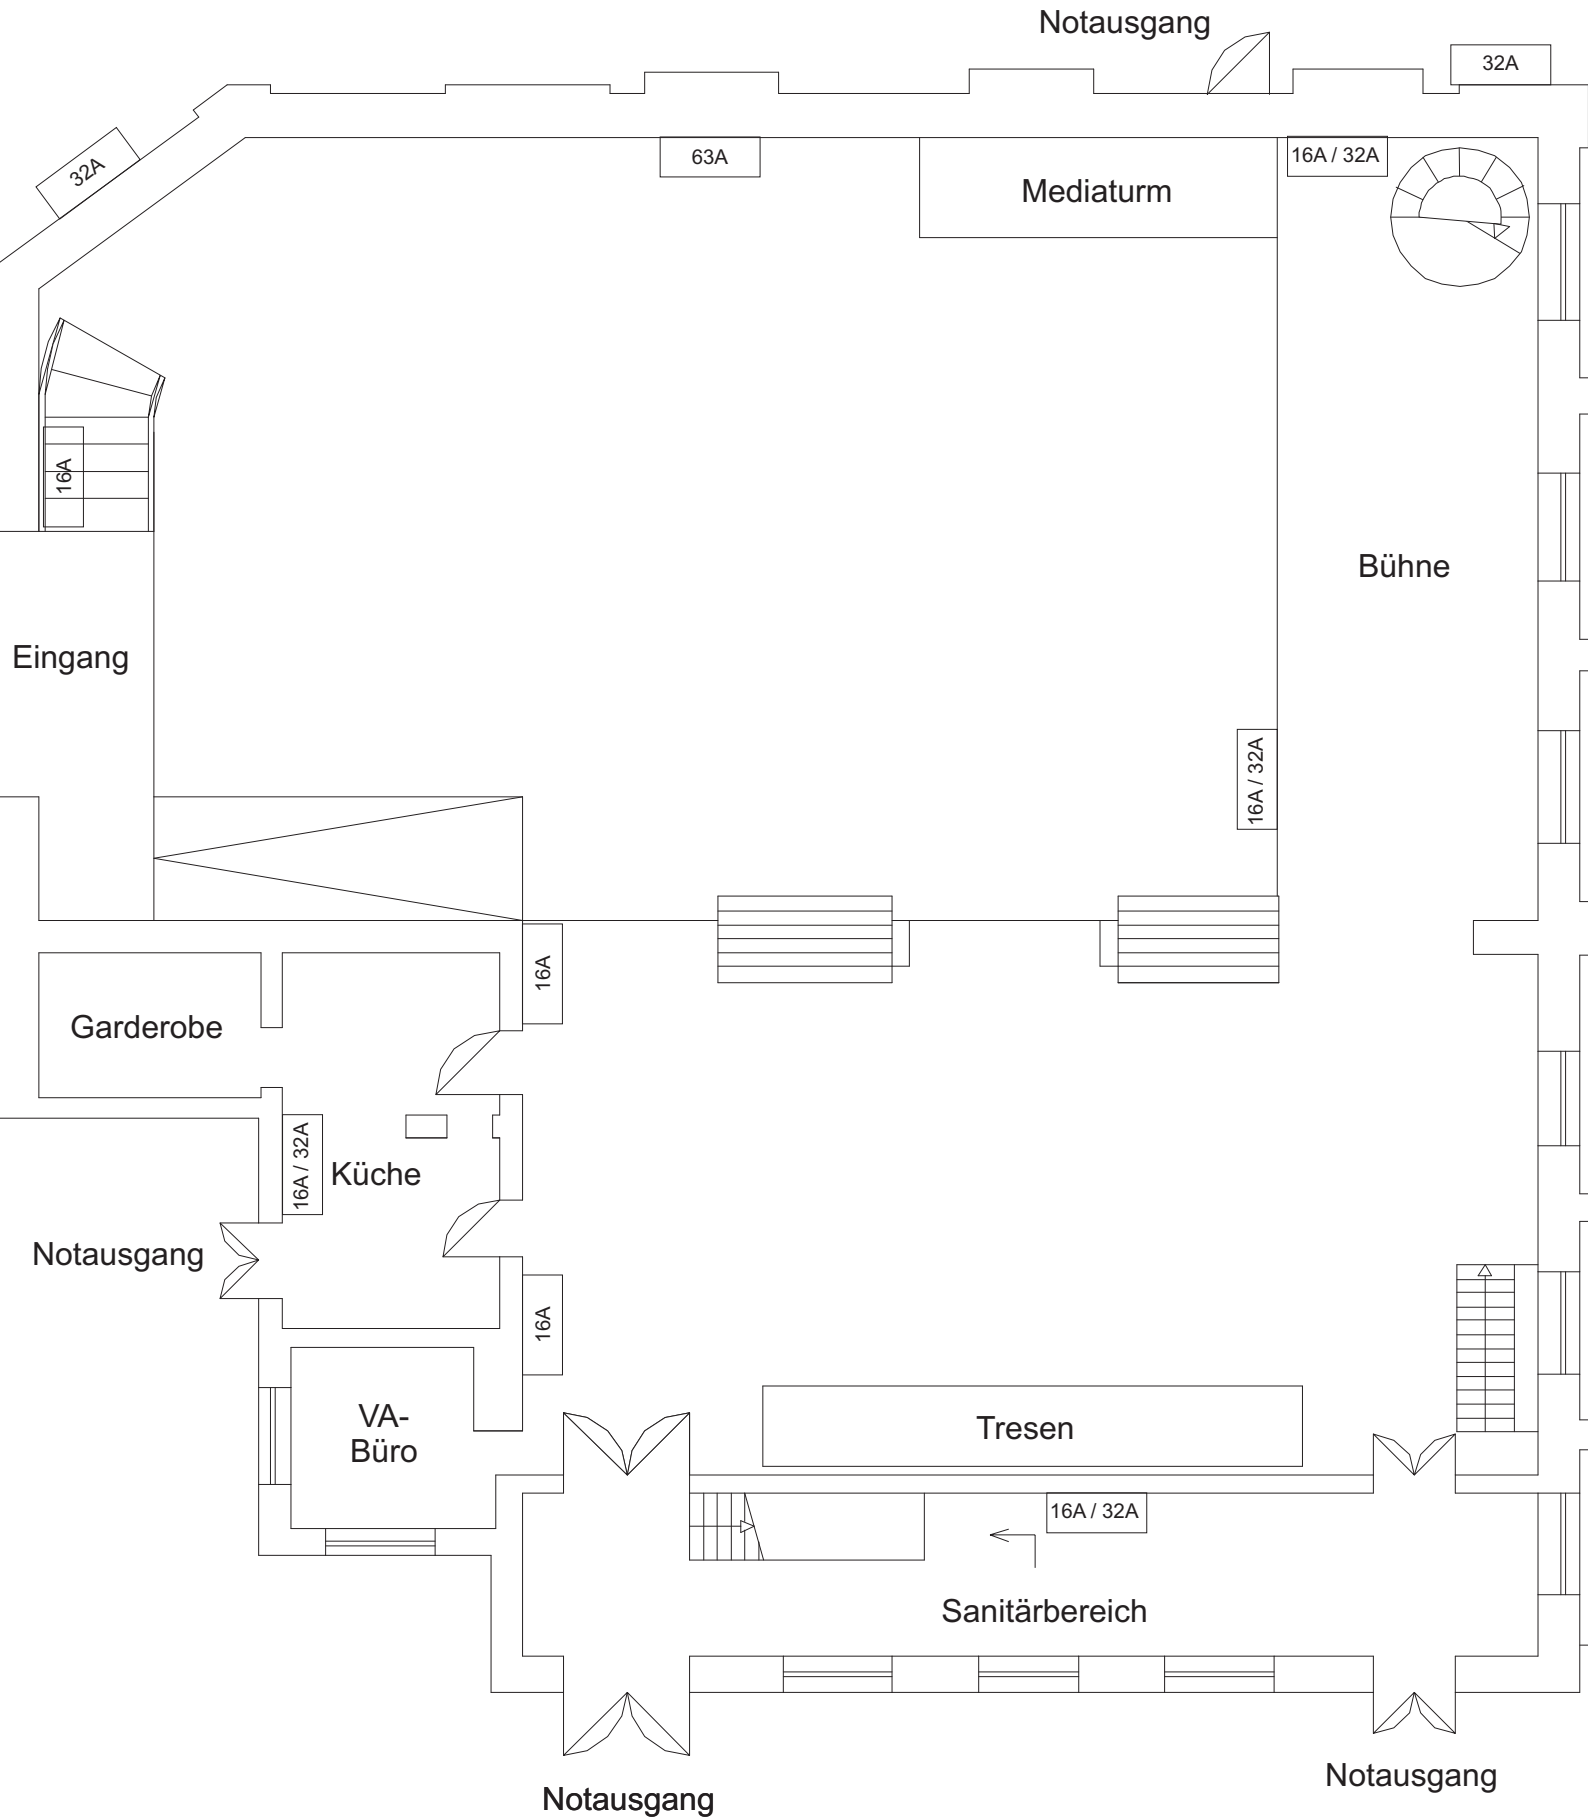 Notausgang
32A
32A
63A
16A / 32A
Mediaturm
16A
Bühne
Eingang
16A / 32A
16A
Garderobe
16A / 32A
Küche
Notausgang
16A
VA-
Büro
Tresen
16A / 32A
Sanitärbereich
Notausgang
Notausgang